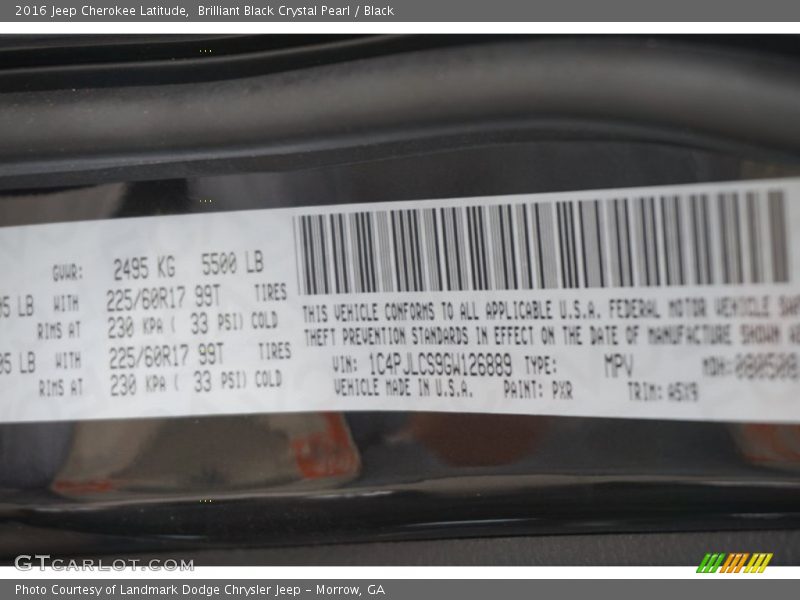 2016 Jeep Cherokee Latitude,  Brilliant Black Crystal Pearl / Black
GVWR: 2495 KG 5500 LB
LB WITH 225/60R17 99T TIRES
RIMS AT 230 KPA ( 33 PSI) COLD
LB WITH 225/60R17 99T TIRES
RIMS AT 230 KPA ( 33 PSI) COLD
THIS VEHICLE CONFORMS TO ALL APPLICABLE U.S.A. FEDERAL MOTOR VEHICLE
THEFT PREVENTION STANDARDS IN EFFECT ON THE DATE OF MANUFACTURE SHOWN
VIN: 1C4PJLCS9GW126889 TYPE: MPV MDH:080508
VEHICLE MADE IN U.S.A. PAINT: PXR TRIM: A5X9
GTCARLOT.COM
Photo Courtesy of Landmark Dodge Chrysler Jeep – Morrow, GA